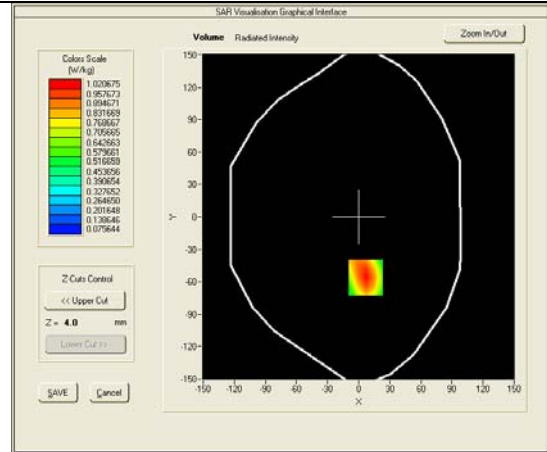 SAR Visualisation Graphical Interface
Volume Radiated Intensity
Zoom In/Out
Colors Scale
(W/kg)
1.020675
0.957673
0.894671
0.831669
0.768667
0.705665
0.642663
0.579661
0.516659
0.453656
0.390654
0.327652
0.264650
0.201648
0.138646
0.075644
Z Cuts Control
<< Upper Cut
Z = 4.0 mm
Lower Cut >>
SAVE
Cancel
150
120
90
60
30
0
-30
-60
-90
-120
-150
Y
-150 -120 -90 -60 -30 0 30 60 90 120 150
X